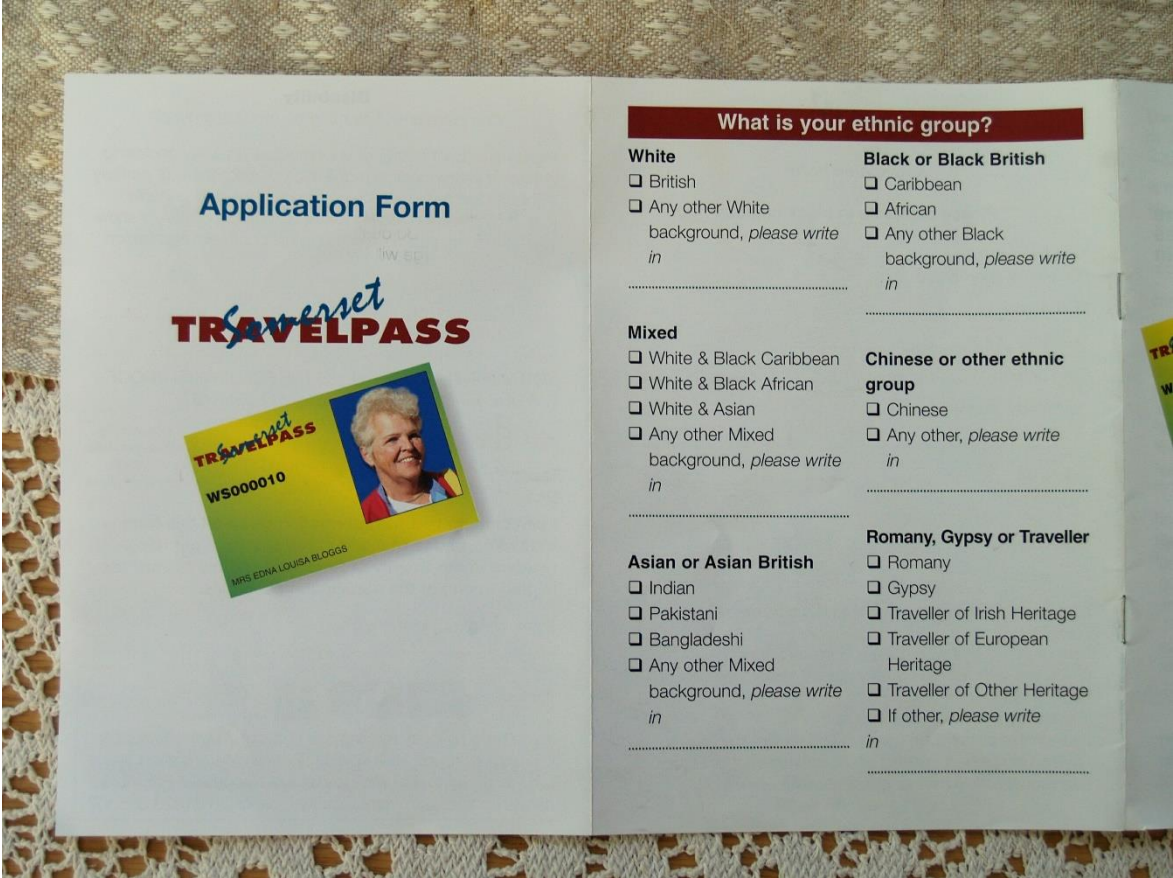 Application Form
Somerset
TRAVELPASS
Somerset
TRAVELPASS
WS000010
MRS EDNA LOUISA BLOGGS
What is your ethnic group?
White
❑ British
❑ Any other White
background, please write
in
Mixed
❑ White & Black Caribbean
❑ White & Black African
❑ White & Asian
❑ Any other Mixed
background, please write
in
Asian or Asian British
❑ Indian
❑ Pakistani
❑ Bangladeshi
❑ Any other Mixed
background, please write
in
Black or Black British
❑ Caribbean
❑ African
❑ Any other Black
background, please write
in
Chinese or other ethnic
group
❑ Chinese
❑ Any other, please write
in
Romany, Gypsy or Traveller
❑ Romany
❑ Gypsy
❑ Traveller of Irish Heritage
❑ Traveller of European
Heritage
❑ Traveller of Other Heritage
❑ If other, please write
in